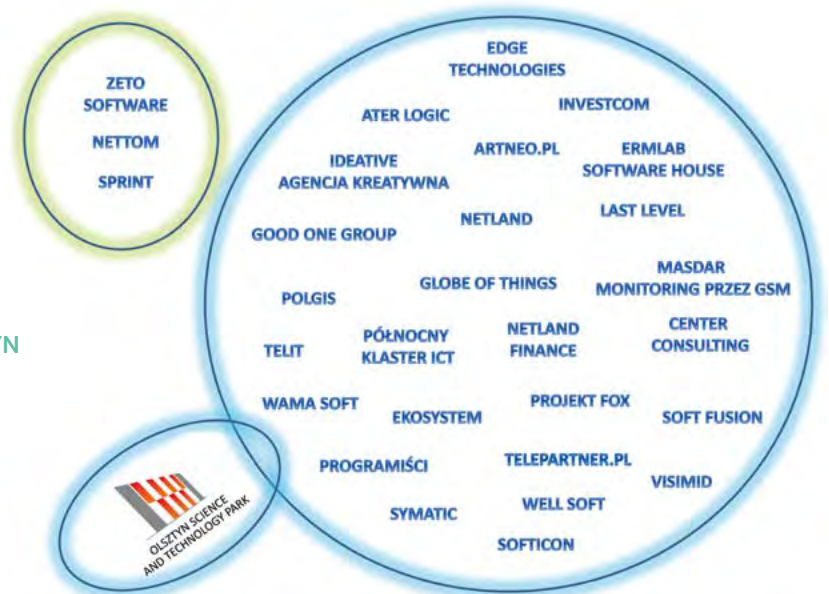 ZETO
SOFTWARE
NETTOM
SPRINT
EDGE
TECHNOLOGIES
ATER LOGIC
INVESTCOM
IDEATIVE
AGENCJA KREATYWNA
ARTNEO.PL
ERMLAB
SOFTWARE HOUSE
GOOD ONE GROUP
NETLAND
LAST LEVEL
POLGIS
GLOBE OF THINGS
MASDAR
MONITORING PRZEZ GSM
TELIT
PÓŁNOCNY
KLASTER ICT
NETLAND
FINANCE
CENTER
CONSULTING
WAMA SOFT
EKOSYSTEM
PROJEKT FOX
SOFT FUSION
PROGRAMIŚCI
TELEPARTNER.PL
VISIMID
SYMATIC
WELL SOFT
SOFTICON
OLSZTYN SCIENCE
AND TECHNOLOGY PARK